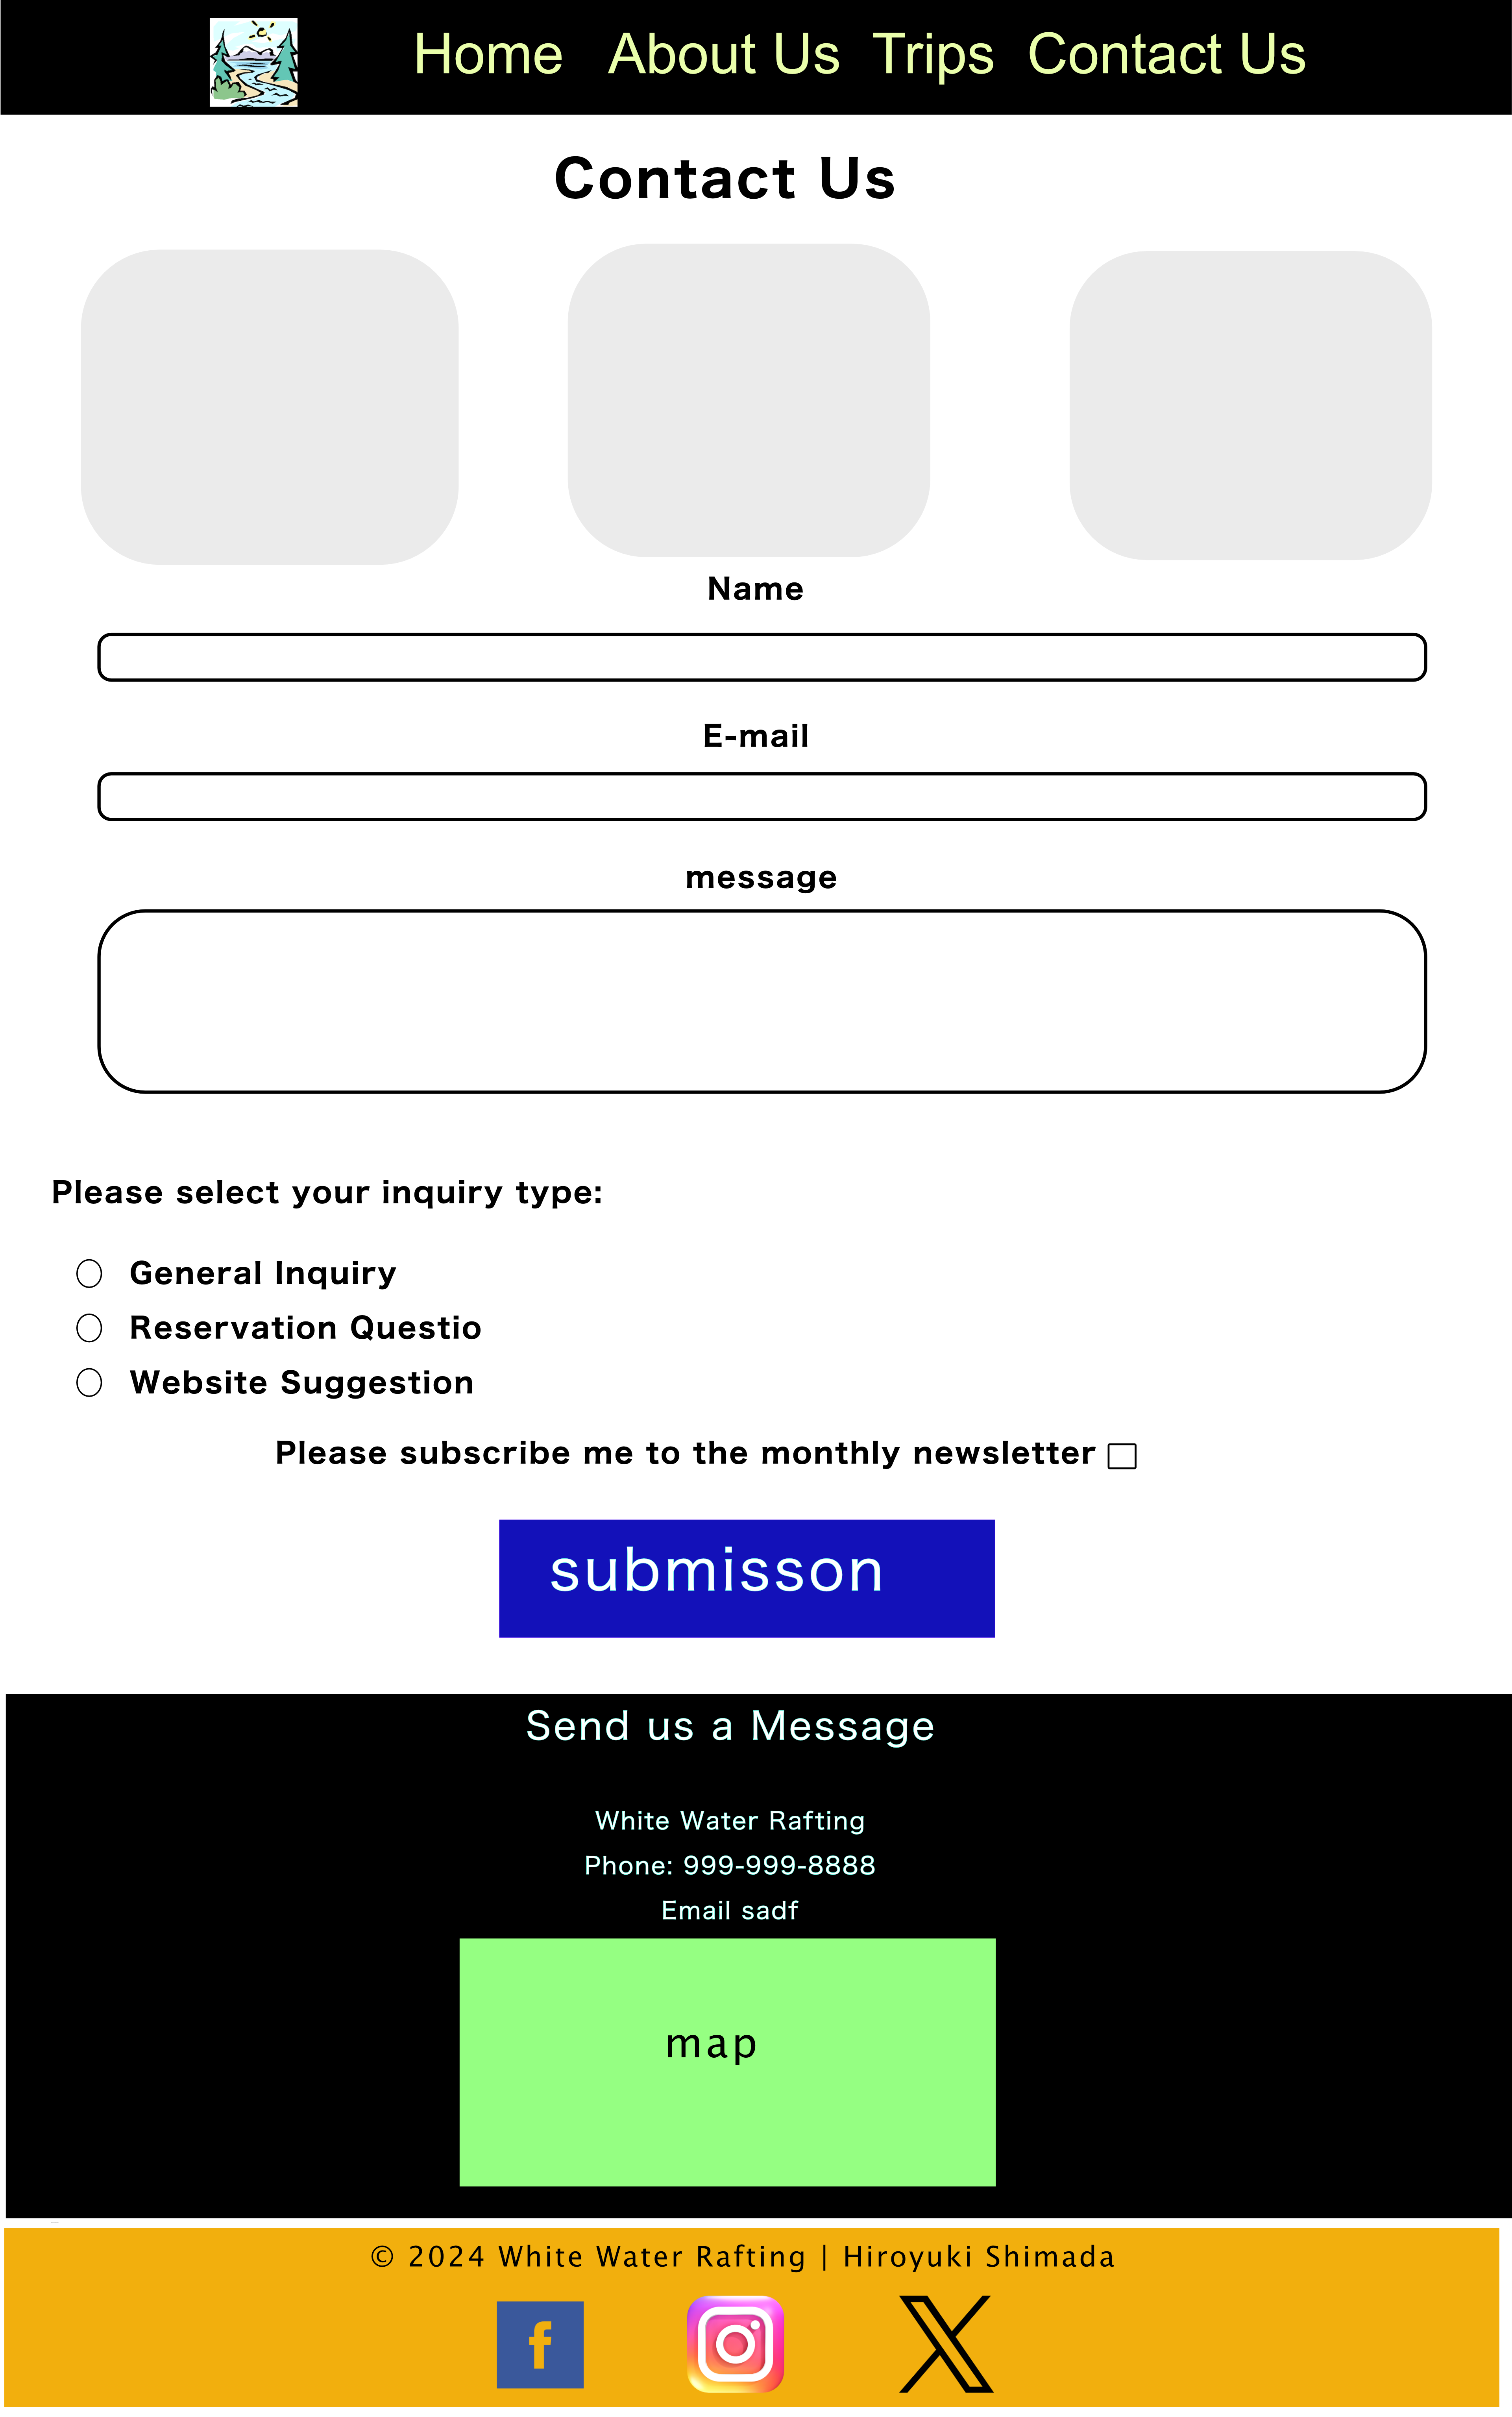 Home About Us Trips Contact Us
Contact Us
Name
E-mail
message
Please select your inquiry type:
General Inquiry
Reservation Questio
Website Suggestion
Please subscribe me to the monthly newsletter
submisson
Send us a Message
White Water Rafting
Phone: 999-999-8888
Email sadf
map
© 2024 White Water Rafting | Hiroyuki Shimada